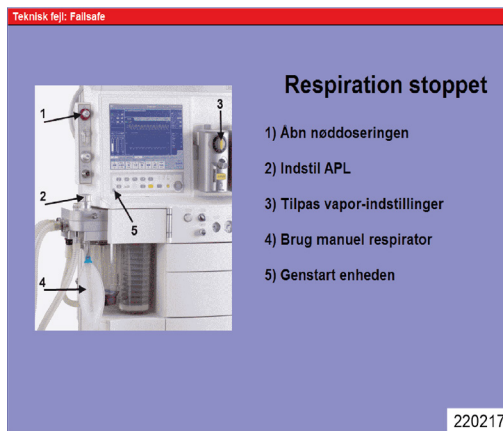 Teknisk fejl: Failsafe
Respiration stoppet
1) Åbn nøddoseringen
2) Indstil APL
3) Tilpas vapor-indstillinger
4) Brug manuel respirator
5) Genstart enheden
1
2
3
4
5
220217